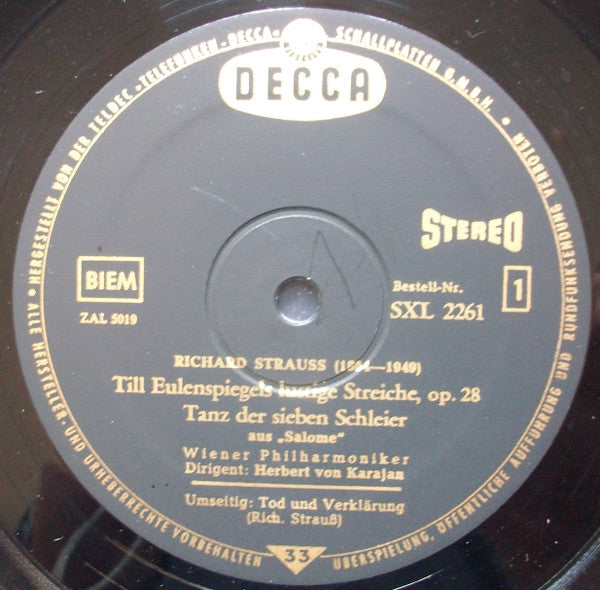 HERGESTELLT VON DER TELDEC »TELEFUNKEN-DECCA« SCHALLPLATTEN G.M.B.H.
DECCA
STEREO
BIEM
ZAL 5019
Bestell-Nr.
SXL 2261
1
RICHARD STRAUSS (1864—1949)
Till Eulenspiegels lustige Streiche, op. 28
Tanz der sieben Schleier
aus „Salome"
Wiener Philharmoniker
Dirigent: Herbert von Karajan
Umseitig: Tod und Verklärung
(Rich. Strauß)
33
ALLE HERSTELLER- UND URHEBERRECHTE VORBEHALTEN
ÜBERSPIELUNG, ÖFFENTLICHE AUFFÜHRUNG UND RUNDFUNKSENDUNG VERBOTEN